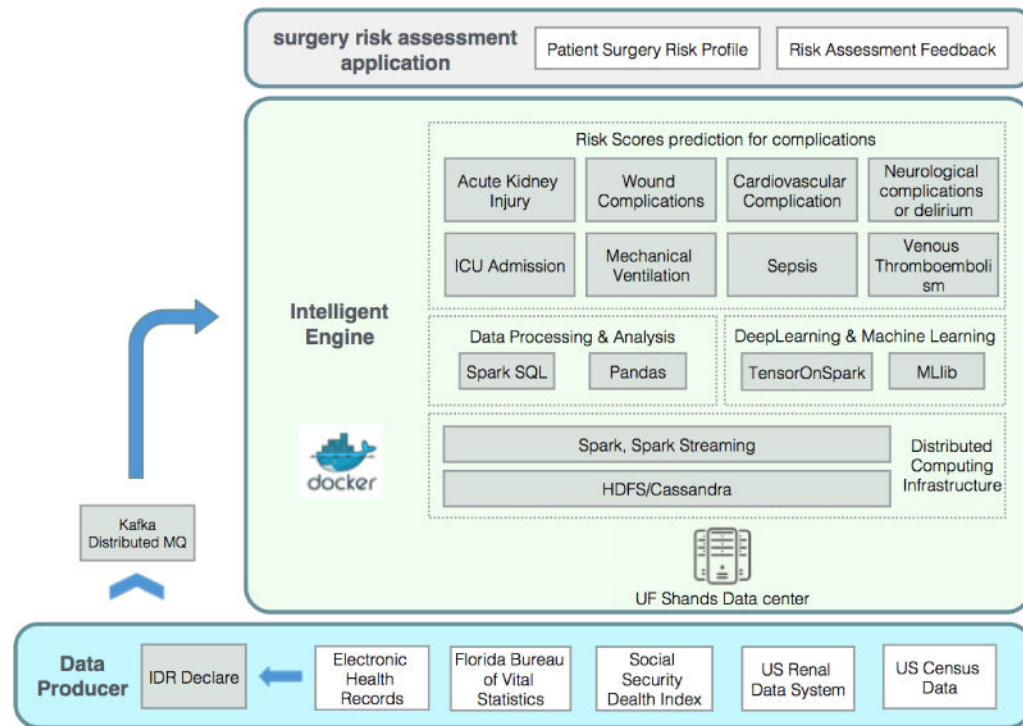 surgery risk assessment
application
Patient Surgery Risk Profile
Risk Assessment Feedback
Risk Scores prediction for complications
Acute Kidney
Injury
Wound
Complications
Cardiovascular
Complication
Neurological
complications
or delirium
ICU Admission
Mechanical
Ventilation
Sepsis
Venous
Thromboemboli
sm
Intelligent
Engine
Data Processing & Analysis
Spark SQL
Pandas
DeepLearning & Machine Learning
TensorOnSpark
MLlib
docker
Spark, Spark Streaming
HDFS/Cassandra
Distributed
Computing
Infrastructure
Kafka
Distributed MQ
UF Shands Data center
Data
Producer
IDR Declare
Electronic
Health
Records
Florida Bureau
of Vital
Statistics
Social
Security
Dealth Index
US Renal
Data System
US Census
Data